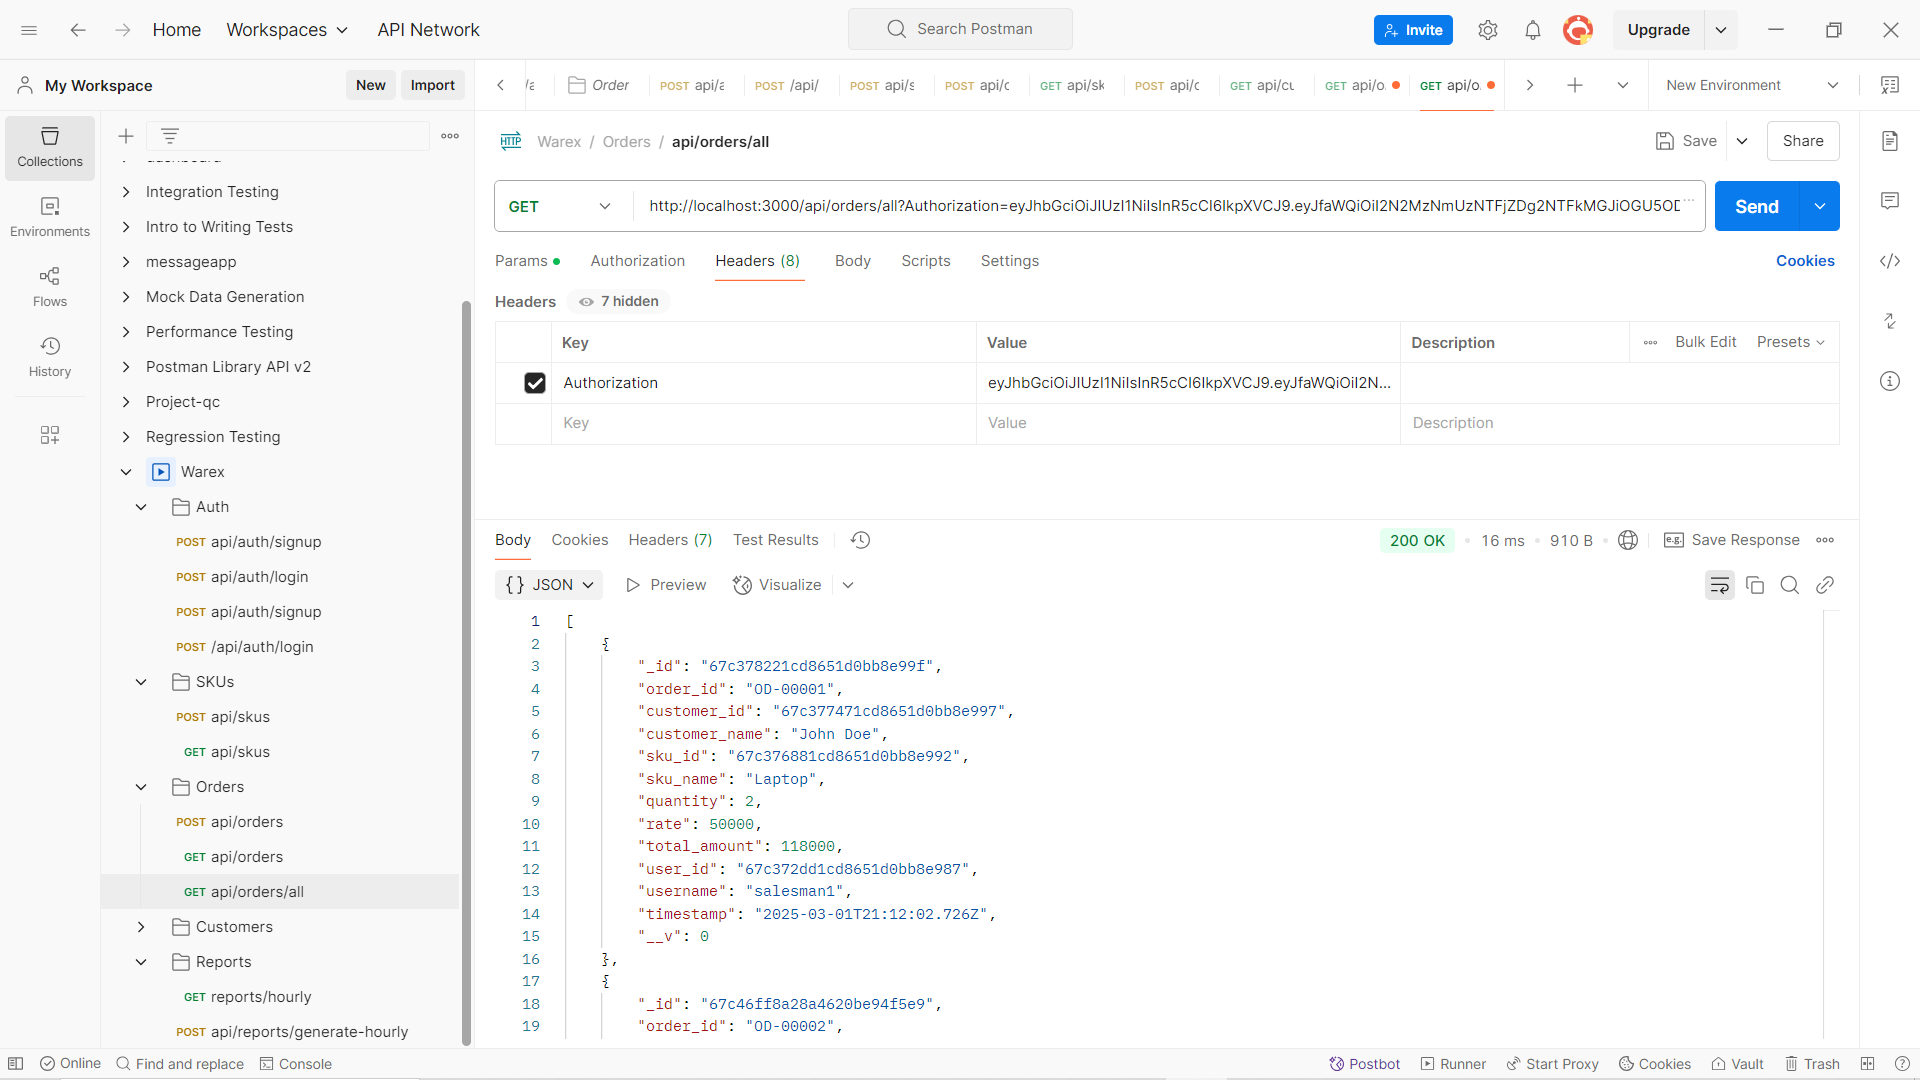 Home
Workspaces
API Network
Search Postman
Invite
Upgrade
My Workspace
New
Import
Order
POST api/a
POST /api/
POST api/s
POST api/c
GET api/sk
POST api/c
GET api/cu
GET api/o.
GET api/o.
New Environment
Collections
Environments
Flows
History
Integration Testing
Intro to Writing Tests
messageapp
Mock Data Generation
Performance Testing
Postman Library API v2
Project-qc
Regression Testing
Warex
Auth
POST api/auth/signup
POST api/auth/login
POST api/auth/signup
POST /api/auth/login
SKUs
POST api/skus
GET api/skus
Orders
POST api/orders
GET api/orders
GET api/orders/all
Customers
Reports
GET reports/hourly
POST api/reports/generate-hourly
HTTP Warex / Orders / api/orders/all
Save
Share
GET
http://localhost:3000/api/orders/all?Authorization=eyJhbGciOiJIUzI1NiIsInR5cCI6IkpXVCJ9.eyJfaWQiOiI2N2MzNmUzNTFjZDg2NTFkMGJiOGU5OD
Send
Params
Authorization
Headers (8)
Body
Scripts
Settings
Cookies
Headers
7 hidden
Key Value Description
Bulk Edit
Presets
Authorization eyJhbGciOiJIUzI1NiIsInR5cCI6IkpXVCJ9.eyJfaWQiOiI2N...
Key Value Description
Body
Cookies
Headers (7)
Test Results
200 OK
16 ms
910 B
e.g. Save Response
{} JSON
Preview
Visualize
1 [
2 {
3 "_id": "67c378221cd8651d0bb8e99f",
4 "order_id": "OD-00001",
5 "customer_id": "67c377471cd8651d0bb8e997",
6 "customer_name": "John Doe",
7 "sku_id": "67c376881cd8651d0bb8e992",
8 "sku_name": "Laptop",
9 "quantity": 2,
10 "rate": 50000,
11 "total_amount": 118000,
12 "user_id": "67c372dd1cd8651d0bb8e987",
13 "username": "salesman1",
14 "timestamp": "2025-03-01T21:12:02.726Z",
15 "__v": 0
16 },
17 {
18 "_id": "67c46ff8a28a4620be94f5e9",
19 "order_id": "OD-00002",
Online
Find and replace
Console
Postbot
Runner
Start Proxy
Cookies
Vault
Trash